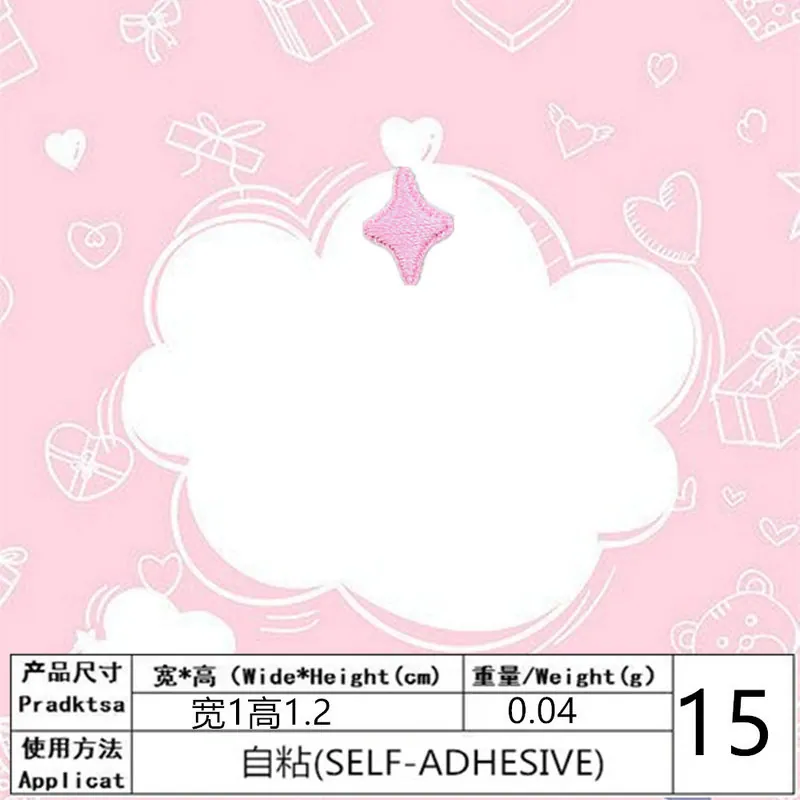 产品尺寸 宽*高 (Wide*Height(cm) 重量/Weight(g)
Pradktsa 宽1高1.2 0.04 15
使用方法 自粘(SELF-ADHESIVE)
Applicat